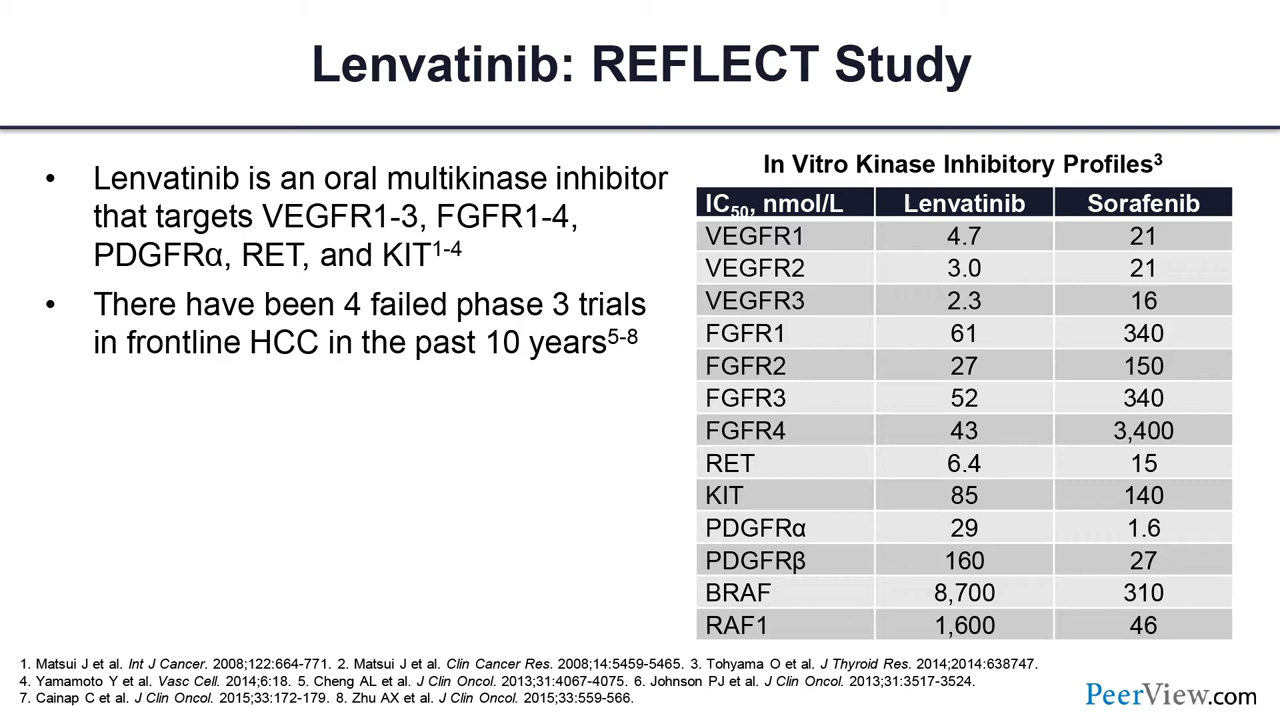 Lenvatinib: REFLECT Study
• Lenvatinib is an oral multikinase inhibitor
that targets VEGFR1-3, FGFR1-4,
PDGFRα, RET, and KIT1-4
• There have been 4 failed phase 3 trials
in frontline HCC in the past 10 years5-8
In Vitro Kinase Inhibitory Profiles3
IC50, nmol/L Lenvatinib Sorafenib
VEGFR1 4.7 21
VEGFR2 3.0 21
VEGFR3 2.3 16
FGFR1 61 340
FGFR2 27 150
FGFR3 52 340
FGFR4 43 3,400
RET 6.4 15
KIT 85 140
PDGFRα 29 1.6
PDGFRβ 160 27
BRAF 8,700 310
RAF1 1,600 46
1. Matsui J et al. Int J Cancer. 2008;122:664-771. 2. Matsui J et al. Clin Cancer Res. 2008;14:5459-5465. 3. Tohyama O et al. J Thyroid Res. 2014;2014:638747.
4. Yamamoto Y et al. Vasc Cell. 2014;6:18. 5. Cheng AL et al. J Clin Oncol. 2013;31:4067-4075. 6. Johnson PJ et al. J Clin Oncol. 2013;31:3517-3524.
7. Cainap C et al. J Clin Oncol. 2015;33:172-179. 8. Zhu AX et al. J Clin Oncol. 2015;33:559-566.
PeerView.com